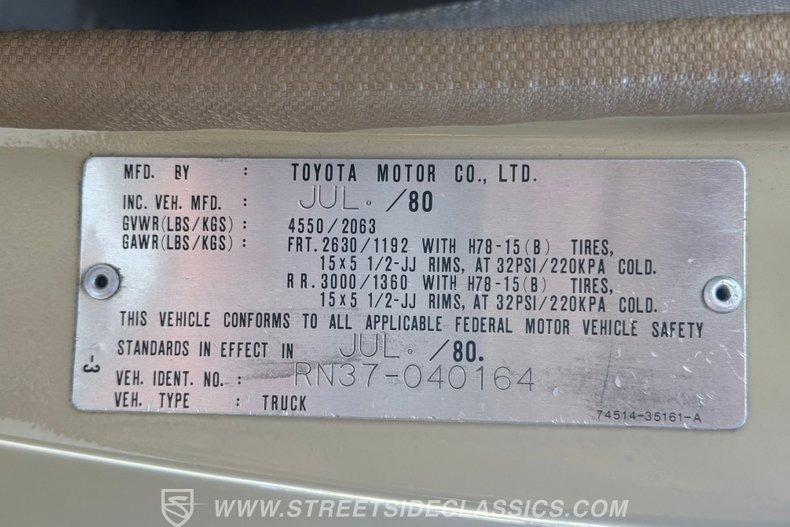 MFD. BY : TOYOTA MOTOR CO., LTD.
INC. VEH. MFD. : JUL. /80
GVWR(LBS/KGS) : 4550/2063
GAWR(LBS/KGS) : FRT. 2630/1192 WITH H78-15(B) TIRES,
15x5 1/2-JJ RIMS, AT 32PSI/220KPA COLD.
RR. 3000/1360 WITH H78-15(B) TIRES,
15x5 1/2-JJ RIMS, AT 32PSI/220KPA COLD.
THIS VEHICLE CONFORMS TO ALL APPLICABLE FEDERAL MOTOR VEHICLE SAFETY
STANDARDS IN EFFECT IN JUL. /80.
VEH. IDENT. NO. : RN37-040164
VEH. TYPE : TRUCK
-3
74514-35161-A
WWW.STREETSIDECLASSICS.COM